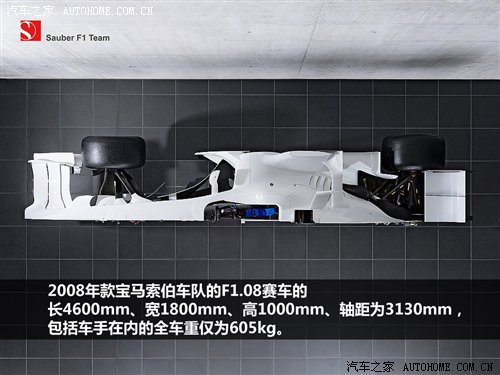 汽车之家 AUTOHOME.COM.CN
Sauber F1 Team
2008年款宝马索伯车队的F1.08赛车的
长4600mm、宽1800mm、高1000mm、轴距为3130mm，
包括车手在内的全车重仅为605kg。
汽车之家 AUTOHOME.COM.CN